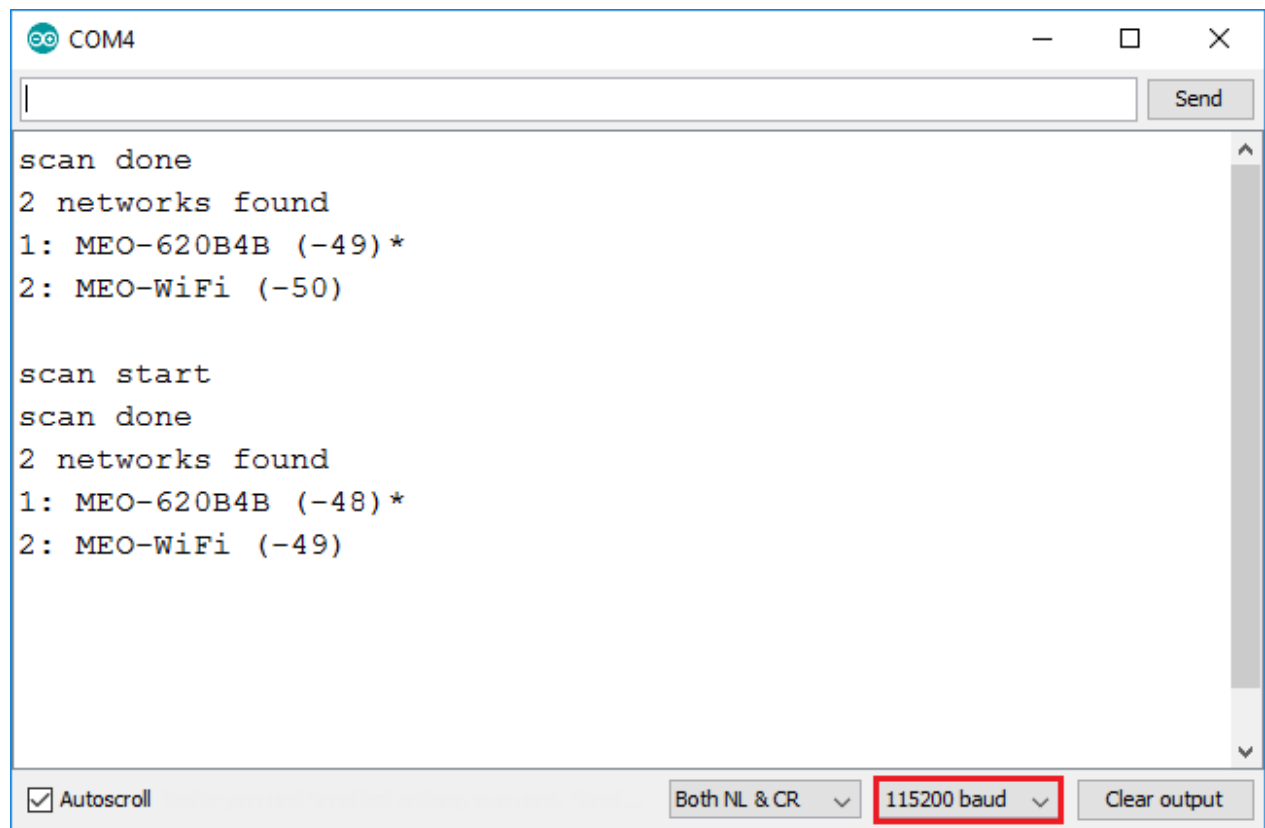 COM4
Send
scan done
2 networks found
1: MEO-620B4B (-49)*
2: MEO-WiFi (-50)
scan start
scan done
2 networks found
1: MEO-620B4B (-48)*
2: MEO-WiFi (-49)
Autoscroll Both NL & CR 115200 baud Clear output